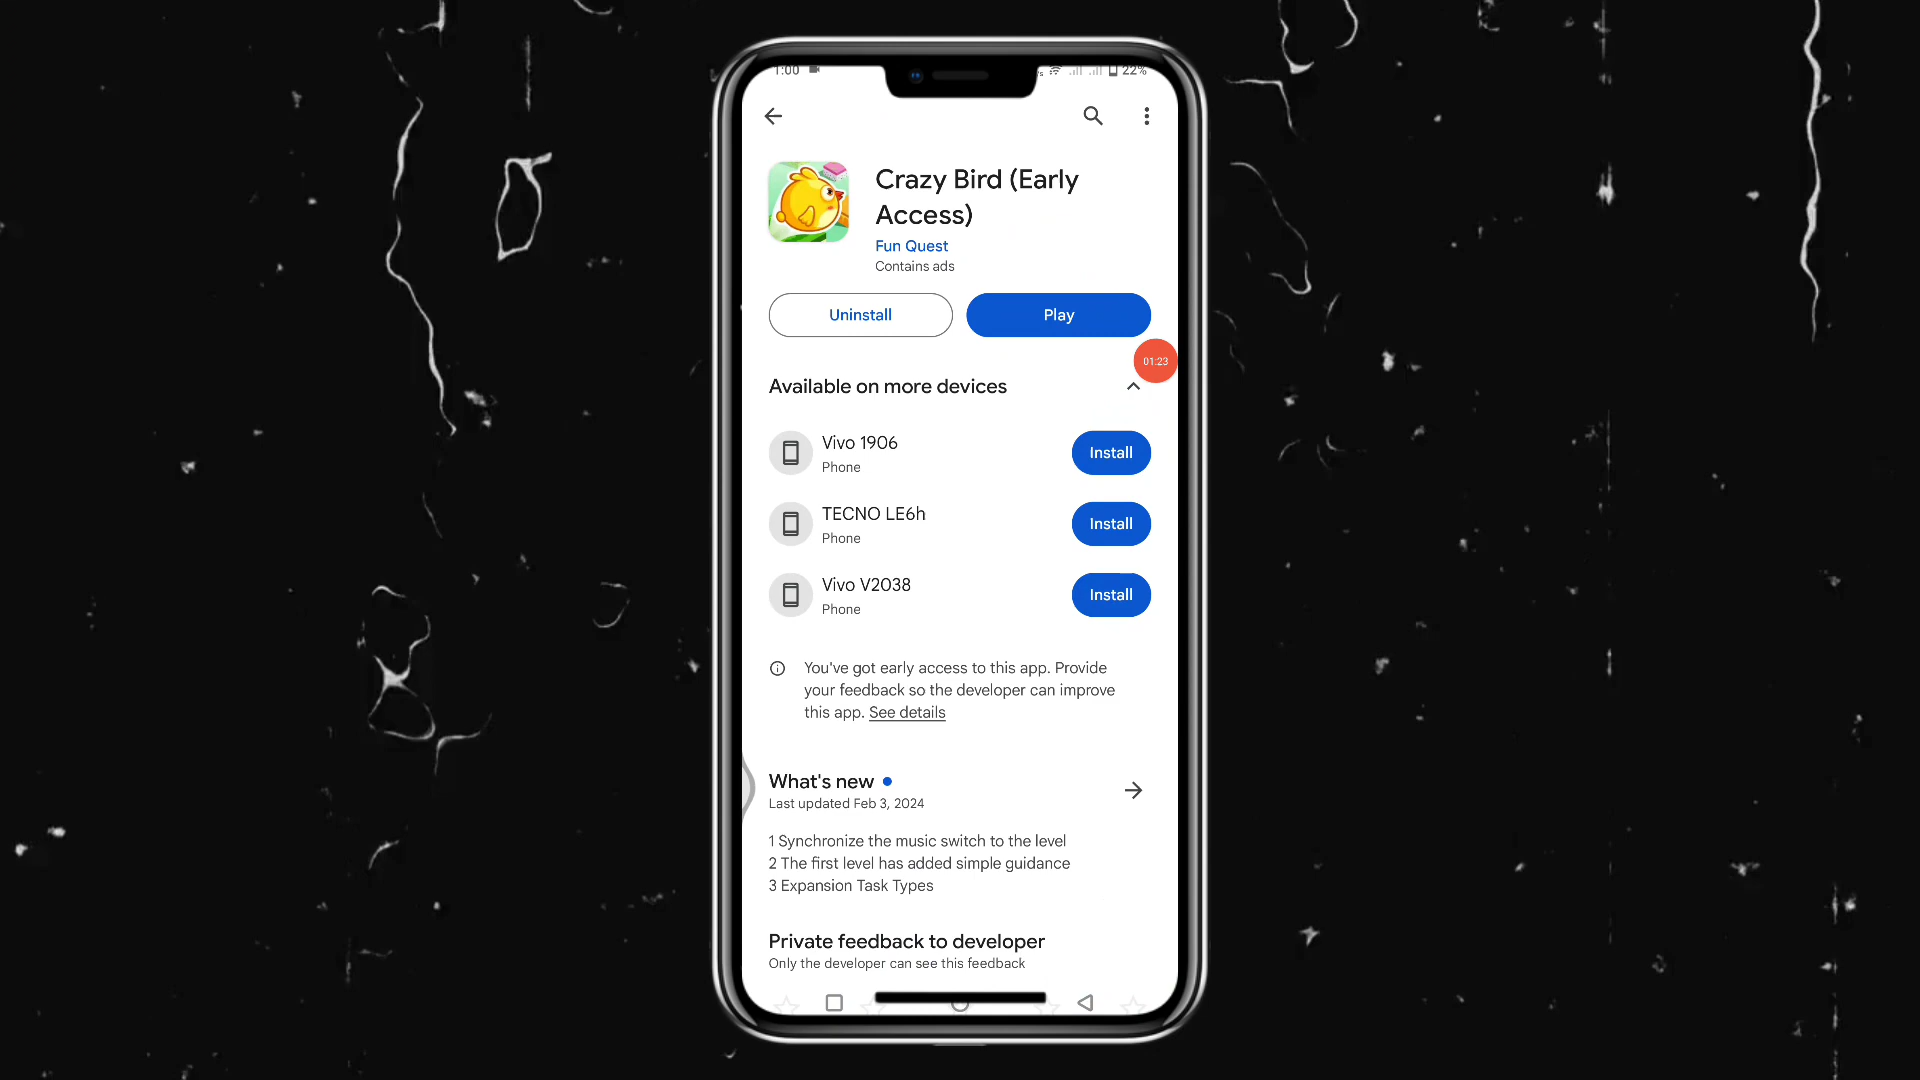 1:00 22%
Crazy Bird (Early
Access)
Fun Quest
Contains ads
Uninstall Play
01:23
Available on more devices
Vivo 1906
Phone
Install
TECNO LE6h
Phone
Install
Vivo V2038
Phone
Install
You've got early access to this app. Provide
your feedback so the developer can improve
this app. See details
What's new
Last updated Feb 3, 2024
1 Synchronize the music switch to the level
2 The first level has added simple guidance
3 Expansion Task Types
Private feedback to developer
Only the developer can see this feedback